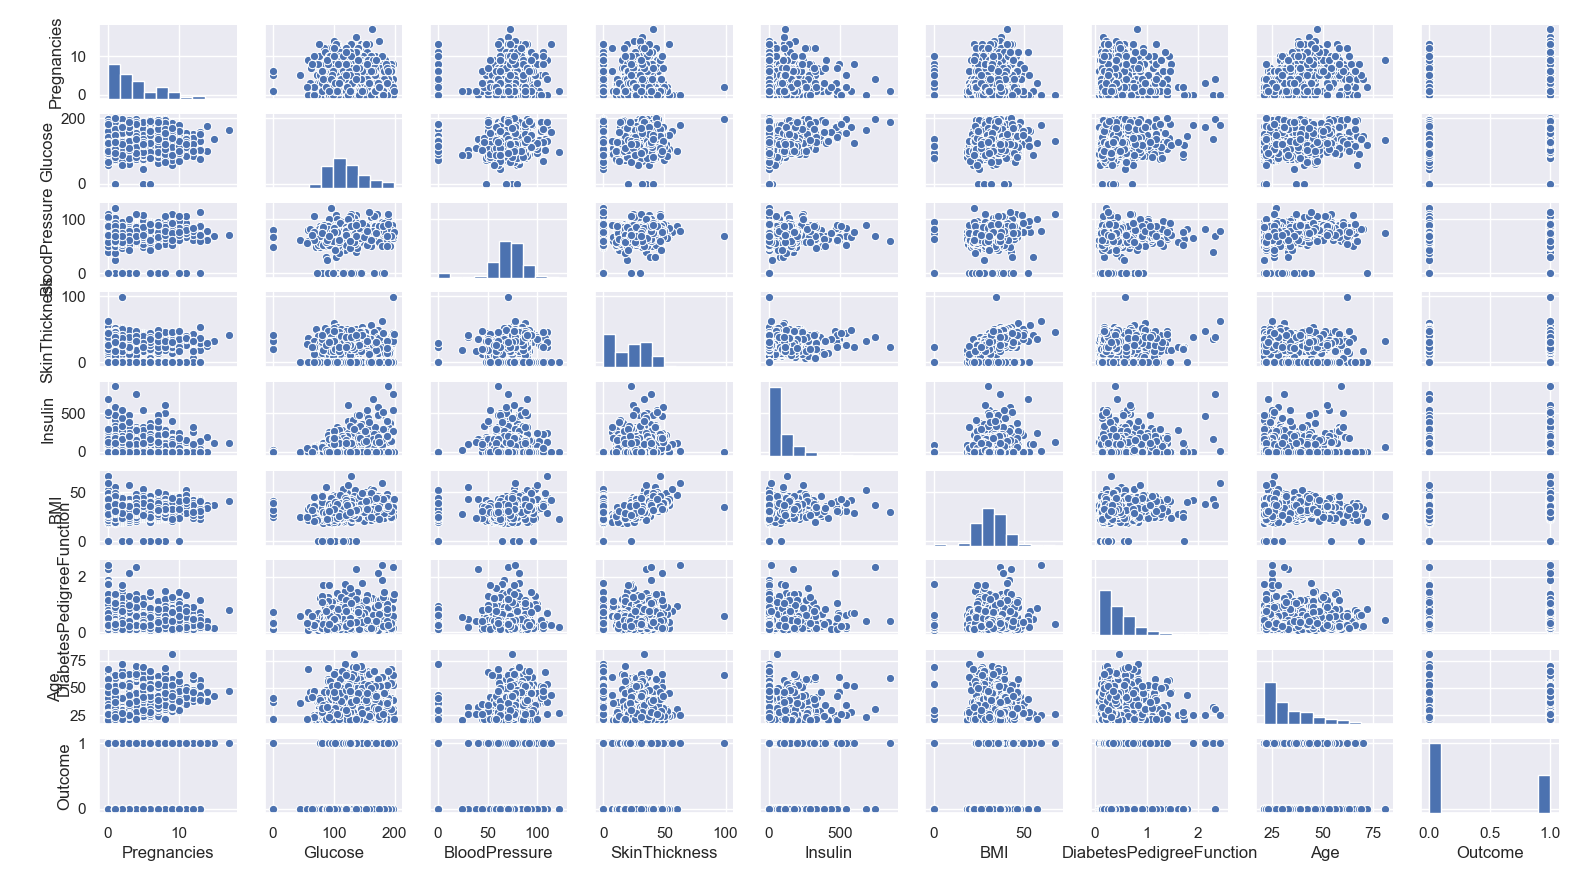 Pregnancies
10
0
Glucose
200
0
BloodPressure
100
0
SkinThickness
100
0
Insulin
500
0
BMI
50
0
DiabetesPedigreeFunction
2
0
Age
75
50
25
Outcome
1
0
0 10 0 100 200 0 50 100 0 50 100 0 500 0 50 0 1 2 25 50 75 0.0 0.5 1.0
Pregnancies Glucose BloodPressure SkinThickness Insulin BMI DiabetesPedigreeFunction Age Outcome